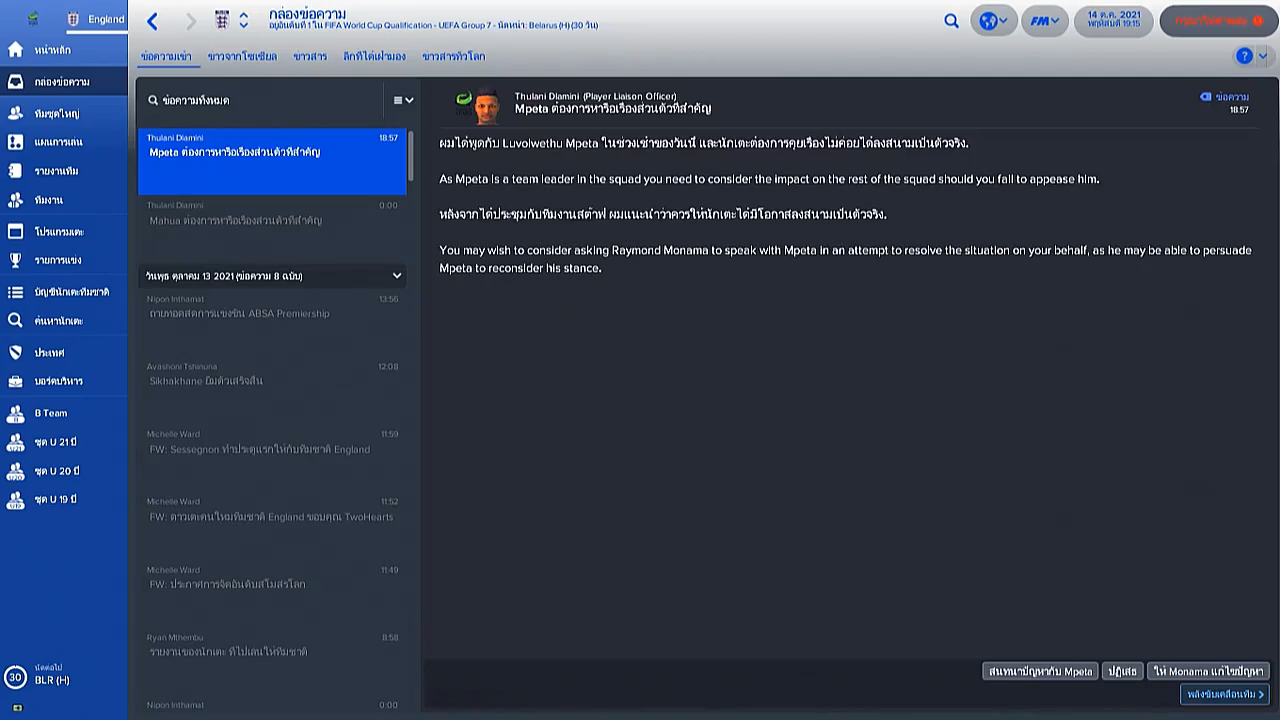 England
หน้าหลัก
กล่องข้อความ
ทีมชุดใหญ่
แผนการเล่น
รายงานทีม
ทีมงาน
โปรแกรมเตะ
รายการแข่ง
บัญชีนักเตะทีมชาติ
ค้นหานักเตะ
ประเทศ
บอร์ดบริหาร
B Team
ชุด U 21 ปี
ชุด U 20 ปี
ชุด U 19 ปี
นัดต่อไป
30
BLR (H)
กล่องข้อความ
อยู่อันดับที่ 1 ใน FIFA World Cup Qualification - UEFA Group 7 - นัดหน้า: Belarus (H) (30 วัน)
FM
14 ต.ค. 2021
พฤหัสบดี 19:15
ข้อความเข้า
ข่าวจากโซเชียล
ข่าวสาร
ลีกที่ได้เฝ้ามอง
ข่าวสารทั่วโลก
?
ข้อความทั้งหมด
Thulani Dlamini 18:57
Mpeta ต้องการหารือเรื่องส่วนตัวที่สำคัญ
Thulani Dlamini 0:00
Mahua ต้องการหารือเรื่องส่วนตัวที่สำคัญ
วันพุธ ตุลาคม 13 2021 (ข้อความ 8 ฉบับ)
Nipon Inthamat 13:56
ถ่ายทอดสดการแข่งขัน ABSA Premiership
Avashoni Tshinuna 12:08
Sikhakhane ยืมตัวเสร็จสิ้น
Michelle Ward 11:59
FW: Sessegnon ทำประตูแรกให้กับทีมชาติ England
Michelle Ward 11:52
FW: ดาวเตะคนใหม่ทีมชาติ England ขอบคุณ TwoHearts
Michelle Ward 11:49
FW: ประกาศการจัดอันดับสโมสรโลก
Ryan Mthembu 8:58
รายงานของนักเตะ ที่ไปเล่นให้ทีมชาติ
Nipon Inthamat 0:00
Thulani Dlamini (Player Liaison Officer)
Mpeta ต้องการหารือเรื่องส่วนตัวที่สำคัญ
ข้อความ
18:57
ผมได้พูดกับ Luvolwethu Mpeta ในช่วงเช้าของวันนี้ และนักเตะต้องการคุยเรื่องไม่ค่อยได้ลงสนามเป็นตัวจริง.
As Mpeta is a team leader in the squad you need to consider the impact on the rest of the squad should you fail to appease him.
หลังจากได้ประชุมกับทีมงานสต๊าฟ ผมแนะนำว่าควรให้นักเตะได้มีโอกาสลงสนามเป็นตัวจริง.
You may wish to consider asking Raymond Monama to speak with Mpeta in an attempt to resolve the situation on your behalf, as he may be able to persuade
Mpeta to reconsider his stance.
สนทนาปัญหากับ Mpeta
ปฏิเสธ
ให้ Monama แก้ไขปัญหา
พลังขับเคลื่อนทีม